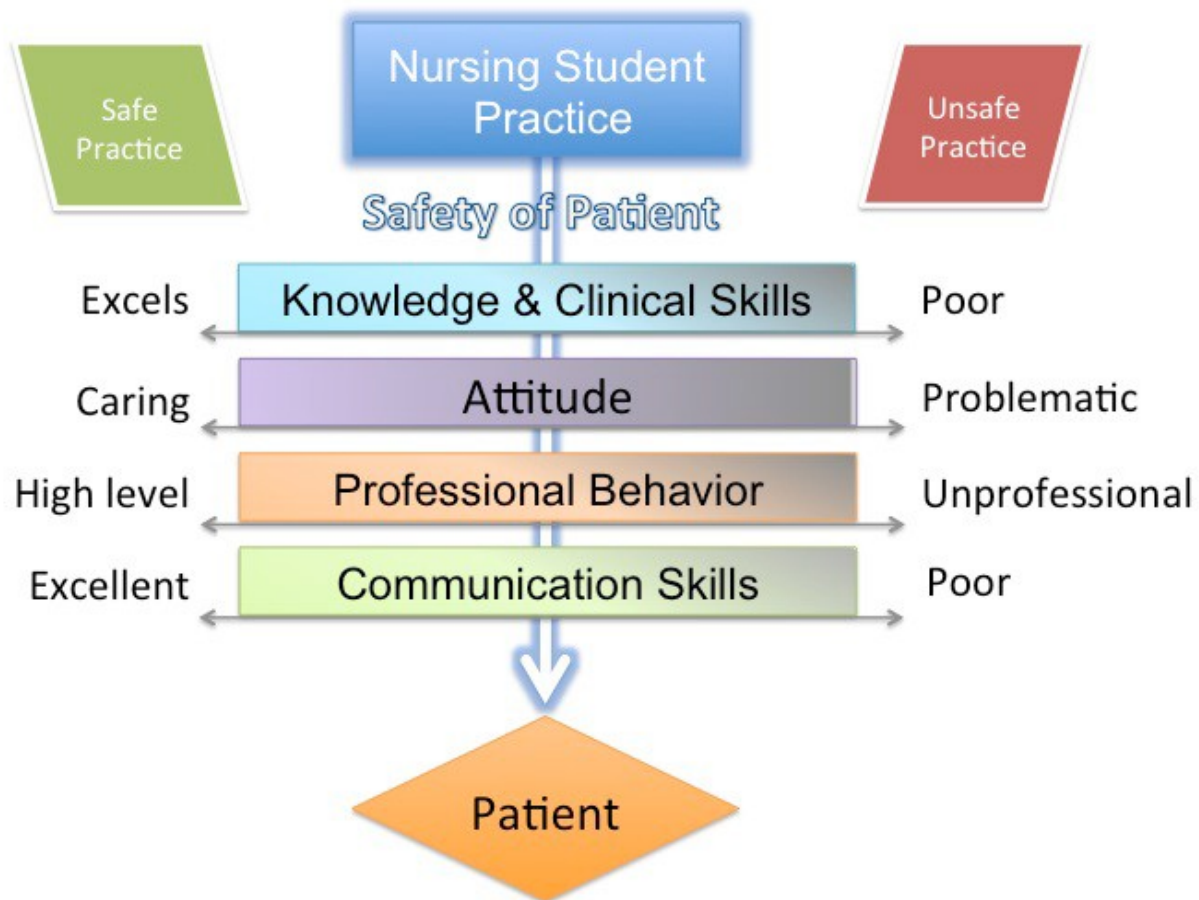 Nursing Student
Practice
Safe
Practice
Unsafe
Practice
Safety of Patient
Excels
Knowledge & Clinical Skills
Poor
Caring
Attitude
Problematic
High level
Professional Behavior
Unprofessional
Excellent
Communication Skills
Poor
Patient